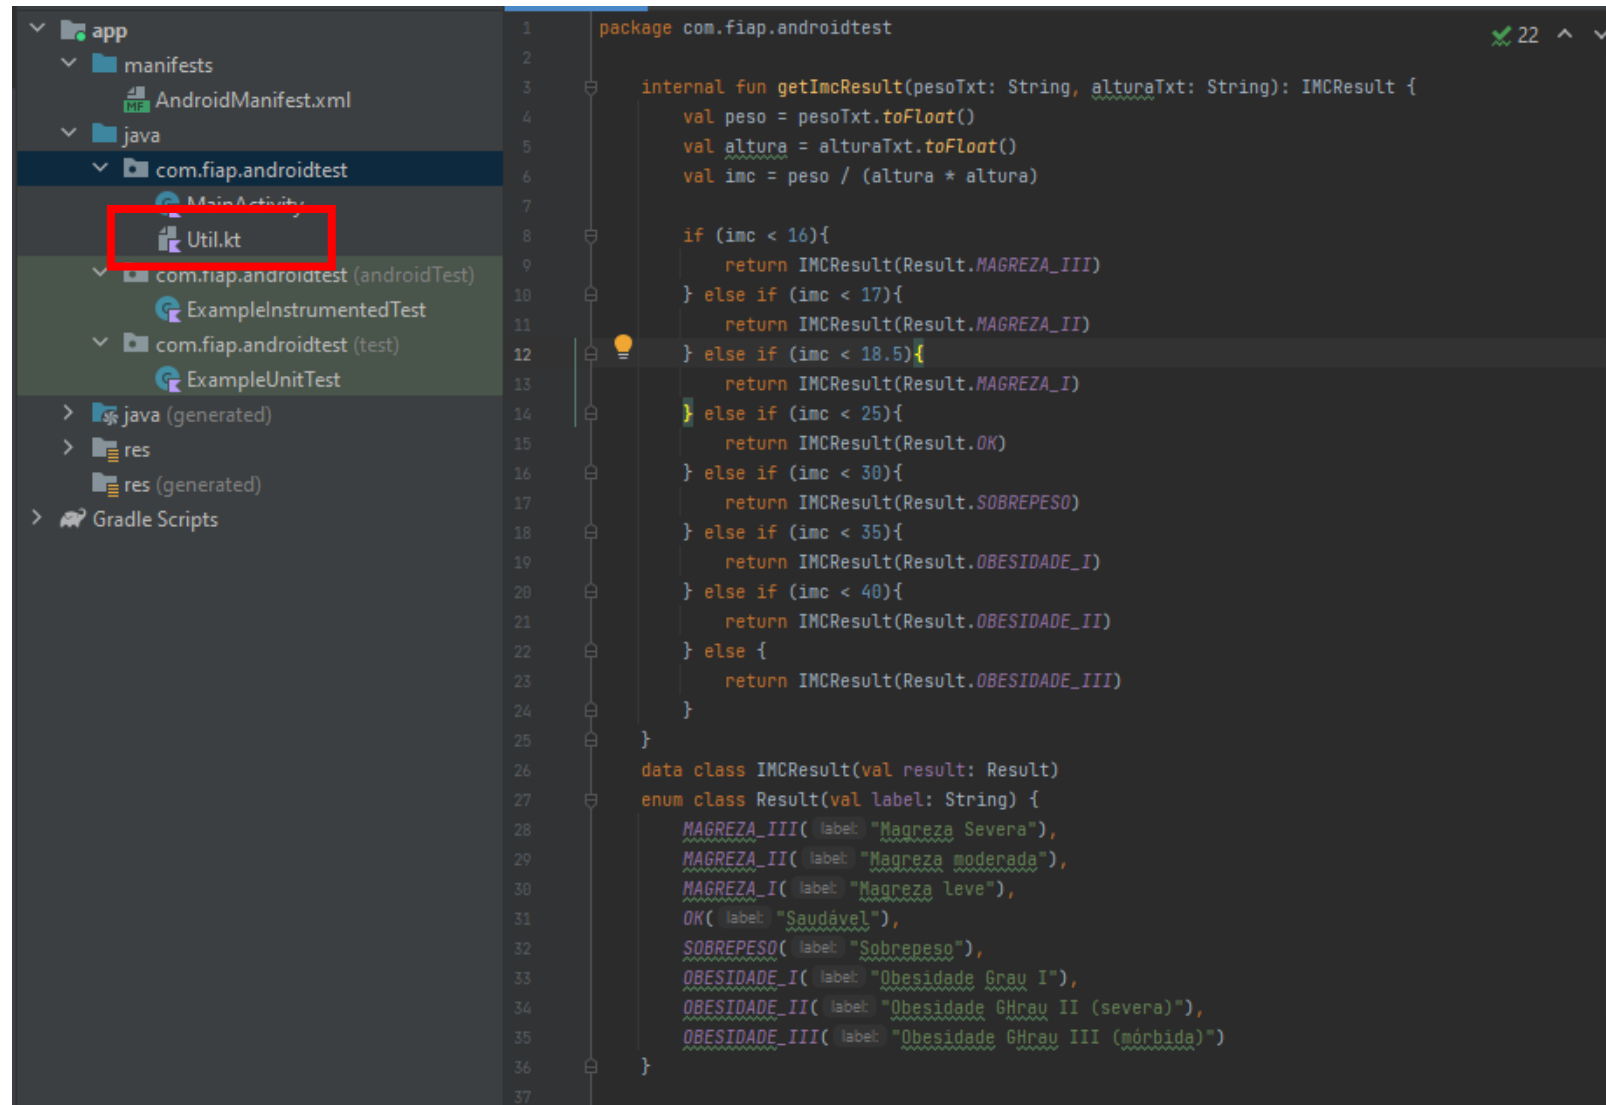 app
manifests
AndroidManifest.xml
java
com.fiap.androidtest
MainActivity
Util.kt
com.fiap.androidtest (androidTest)
ExampleInstrumentedTest
com.fiap.androidtest (test)
ExampleUnitTest
java (generated)
res
res (generated)
Gradle Scripts
22
1 package com.fiap.androidtest
2
3 internal fun getImcResult(pesoTxt: String, alturaTxt: String): IMCResult {
4 val peso = pesoTxt.toFloat()
5 val altura = alturaTxt.toFloat()
6 val imc = peso / (altura * altura)
7
8 if (imc < 16){
9 return IMCResult(Result.MAGREZA_III)
10 } else if (imc < 17){
11 return IMCResult(Result.MAGREZA_II)
12 } else if (imc < 18.5){
13 return IMCResult(Result.MAGREZA_I)
14 } else if (imc < 25){
15 return IMCResult(Result.OK)
16 } else if (imc < 30){
17 return IMCResult(Result.SOBREPESO)
18 } else if (imc < 35){
19 return IMCResult(Result.OBESIDADE_I)
20 } else if (imc < 40){
21 return IMCResult(Result.OBESIDADE_II)
22 } else {
23 return IMCResult(Result.OBESIDADE_III)
24 }
25 }
26 data class IMCResult(val result: Result)
27 enum class Result(val label: String) {
28 MAGREZA_III( label: "Magreza Severa"),
29 MAGREZA_II( label: "Magreza moderada"),
30 MAGREZA_I( label: "Magreza leve"),
31 OK( label: "Saudável"),
32 SOBREPESO( label: "Sobrepeso"),
33 OBESIDADE_I( label: "Obesidade Grau I"),
34 OBESIDADE_II( label: "Obesidade GHrau II (severa)"),
35 OBESIDADE_III( label: "Obesidade GHrau III (mórbida)")
36 }
37